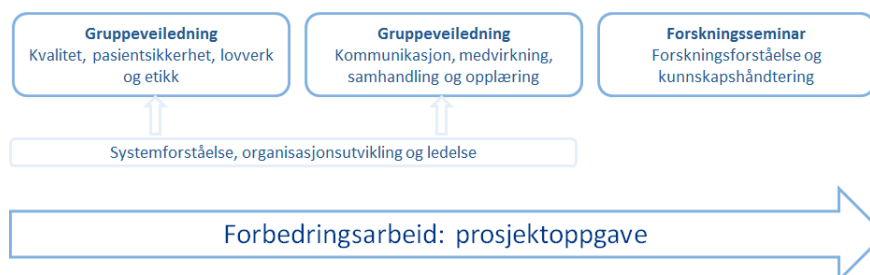 Gruppeveiledning
Kvalitet, pasientsikkerhet, lovverk
og etikk
Gruppeveiledning
Kommunikasjon, medvirkning,
samhandling og opplæring
Forskningsseminar
Forskningsforståelse og
kunnskapshåndtering
Systemforståelse, organisasjonsutvikling og ledelse
Forbedringsarbeid: prosjektoppgave